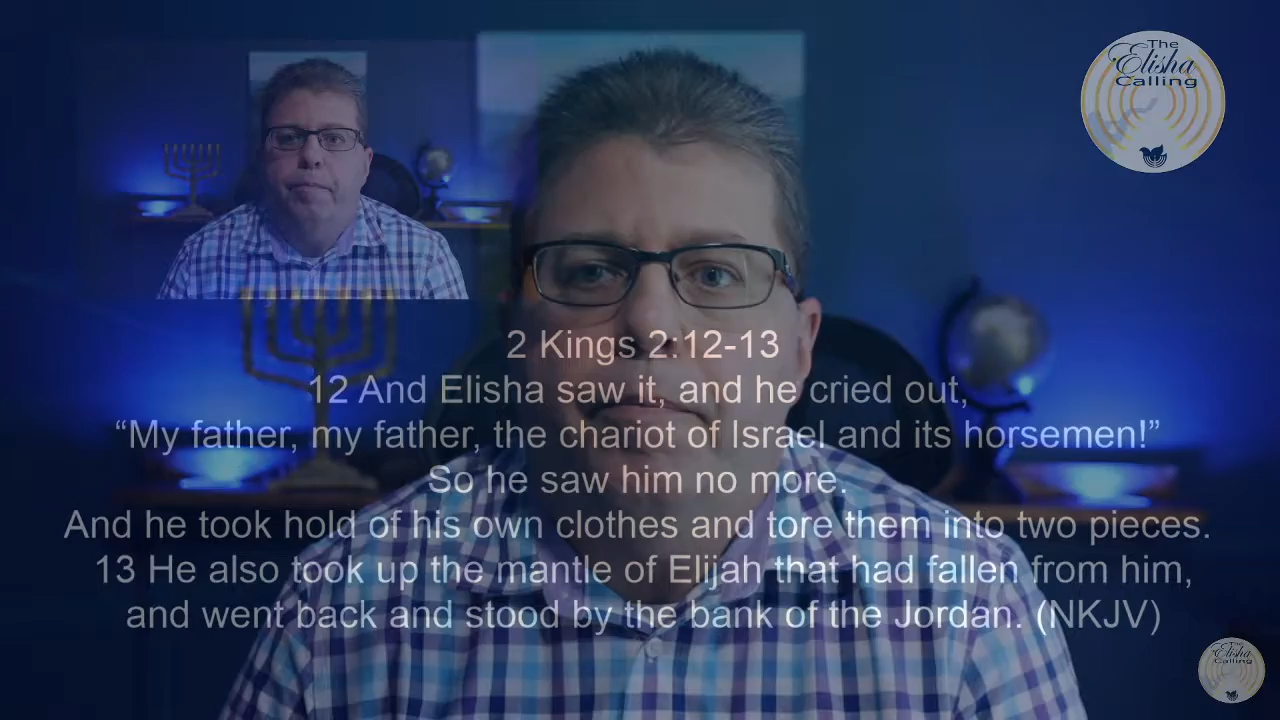 The
Elisha
Calling
2 Kings 2:12-13
12 And Elisha saw it, and he cried out,
“My father, my father, the chariot of Israel and its horsemen!”
So he saw him no more.
And he took hold of his own clothes and tore them into two pieces.
13 He also took up the mantle of Elijah that had fallen from him,
and went back and stood by the bank of the Jordan. (NKJV)
The
Elisha
Calling